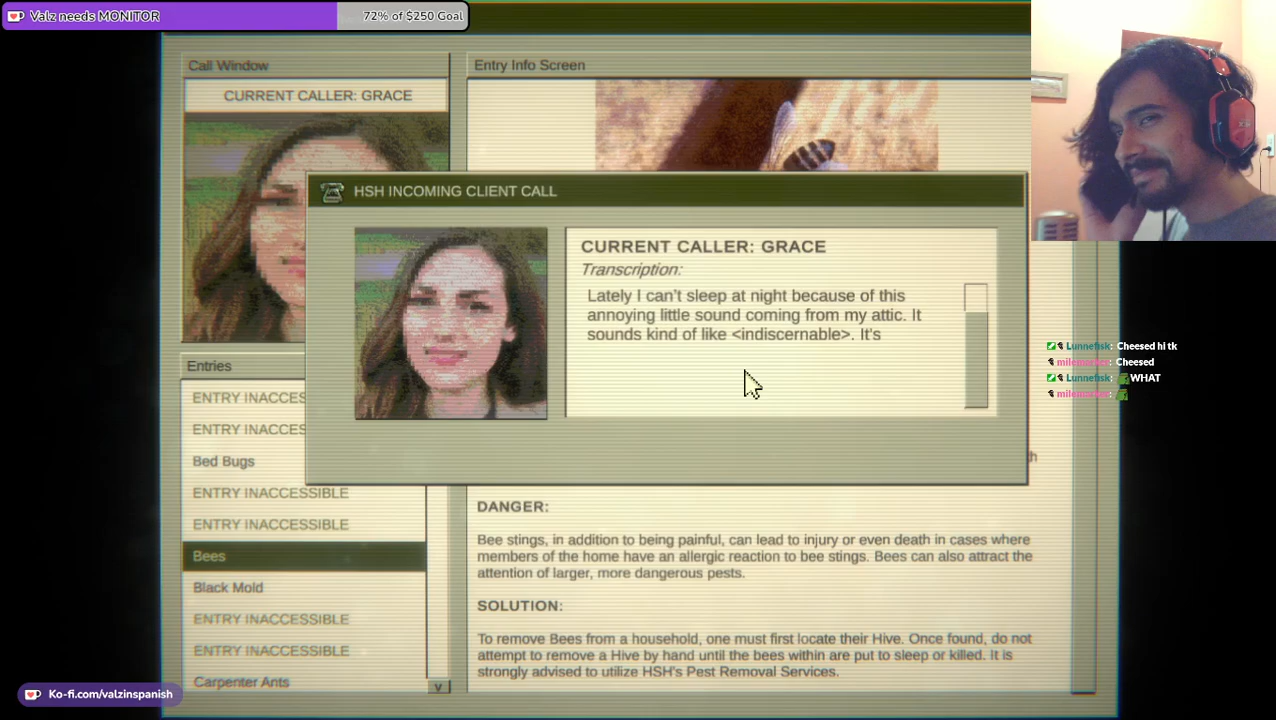 Valz needs MONITOR
72% of $250 Goal
Call Window
Entry Info Screen
CURRENT CALLER: GRACE
HSH INCOMING CLIENT CALL
CURRENT CALLER: GRACE
Transcription:
Lately I can't sleep at night because of this
annoying little sound coming from my attic. It
sounds kind of like <indiscernable>. It's
Lunnefisk: Cheesed hi tk
Cheesed
Lunnefisk: WHAT
Entries
ENTRY INACCES
ENTRY INACCES
Bed Bugs
ENTRY INACCESSIBLE
ENTRY INACCESSIBLE
Bees
Black Mold
ENTRY INACCESSIBLE
ENTRY INACCESSIBLE
Carpenter Ants
v
th
DANGER:
Bee stings, in addition to being painful, can lead to injury or even death in cases where
members of the home have an allergic reaction to bee stings. Bees can also attract the
attention of larger, more dangerous pests.
SOLUTION:
To remove Bees from a household, one must first locate their Hive. Once found, do not
attempt to remove a Hive by hand until the bees within are put to sleep or killed. It is
strongly advised to utilize HSH's Pest Removal Services.
Ko-fi.com/valzinspanish